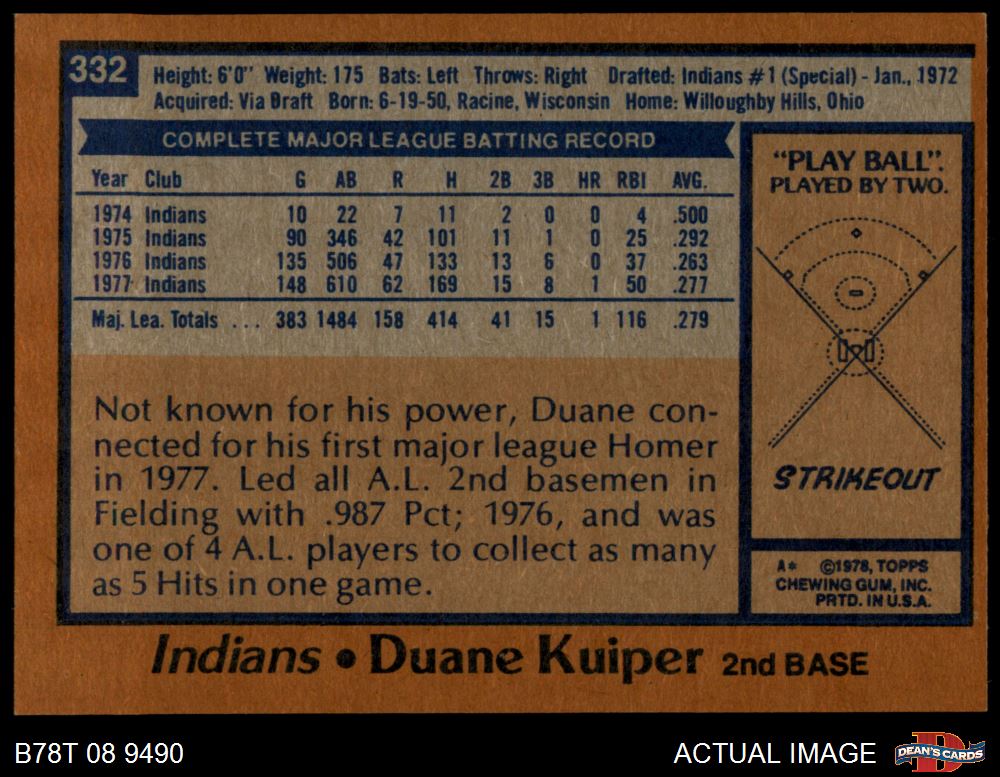 332
Height: 6'0" Weight: 175 Bats: Left Throws: Right Drafted: Indians #1 (Special) - Jan., 1972
Acquired: Via Draft Born: 6-19-50, Racine, Wisconsin Home: Willoughby Hills, Ohio
COMPLETE MAJOR LEAGUE BATTING RECORD
Year Club G AB R H 2B 3B HR RBI AVG.
1974 Indians 10 22 7 11 2 0 0 4 .500
1975 Indians 90 346 42 101 11 1 0 25 .292
1976 Indians 135 506 47 133 13 6 0 37 .263
1977 Indians 148 610 62 169 15 8 1 50 .277
Maj. Lea. Totals ... 383 1484 158 414 41 15 1 116 .279
Not known for his power, Duane con-
nected for his first major league Homer
in 1977. Led all A.L. 2nd basemen in
Fielding with .987 Pct; 1976, and was
one of 4 A.L. players to collect as many
as 5 Hits in one game.
"PLAY BALL".
PLAYED BY TWO.
STRIKEOUT
A* ©1978, TOPPS
CHEWING GUM, INC.
PRTD. IN U.S.A.
Indians • Duane Kuiper 2nd BASE
B78T 08 9490
ACTUAL IMAGE
D
DEAN'S CARDS